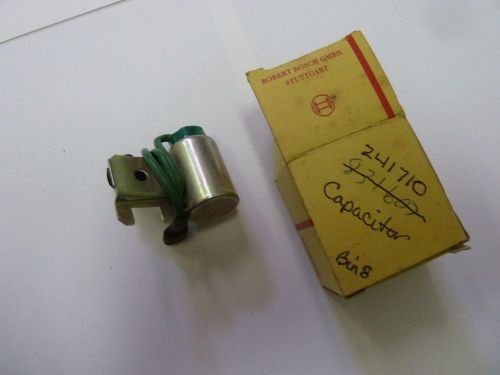 ROBERT BOSCH GMBH
STUTTGART
241710
Capacitor
Bin 8